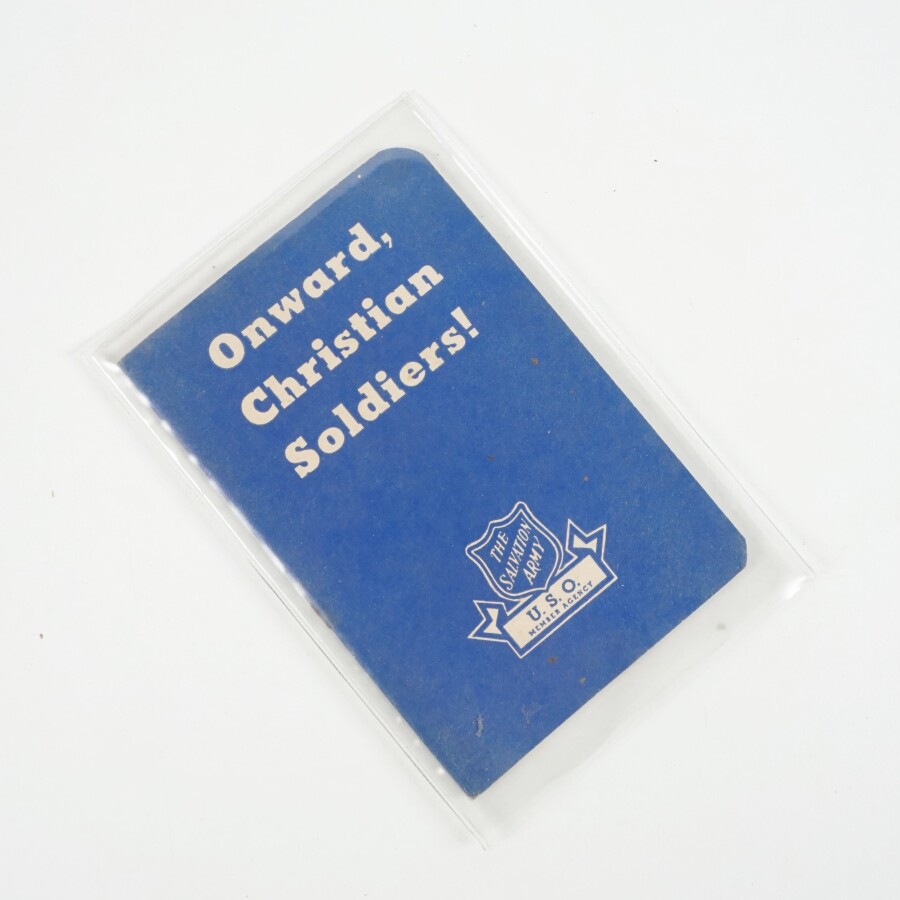 Onward,
Christian
Soldiers!
THE
SALVATION
ARMY
U. S. O.
MEMBER AGENCY